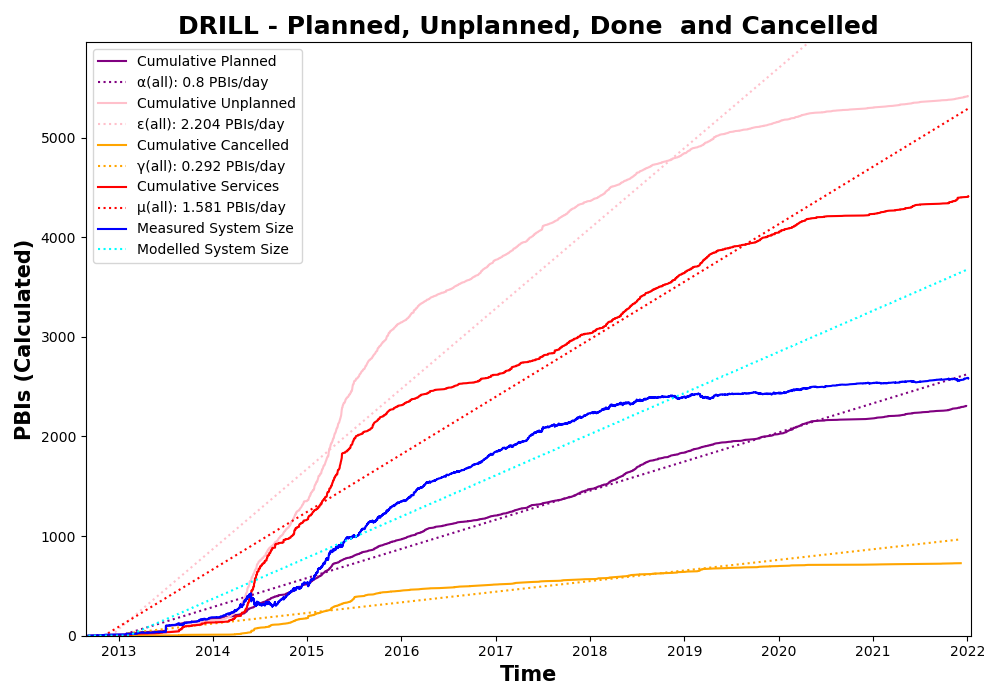 DRILL - Planned, Unplanned, Done  and Cancelled
Cumulative Planned
α(all): 0.8 PBIs/day
Cumulative Unplanned
ε(all): 2.204 PBIs/day
Cumulative Cancelled
γ(all): 0.292 PBIs/day
Cumulative Services
μ(all): 1.581 PBIs/day
Measured System Size
Modelled System Size
PBIs (Calculated)
5000
4000
3000
2000
1000
0
2013 2014 2015 2016 2017 2018 2019 2020 2021 2022
Time